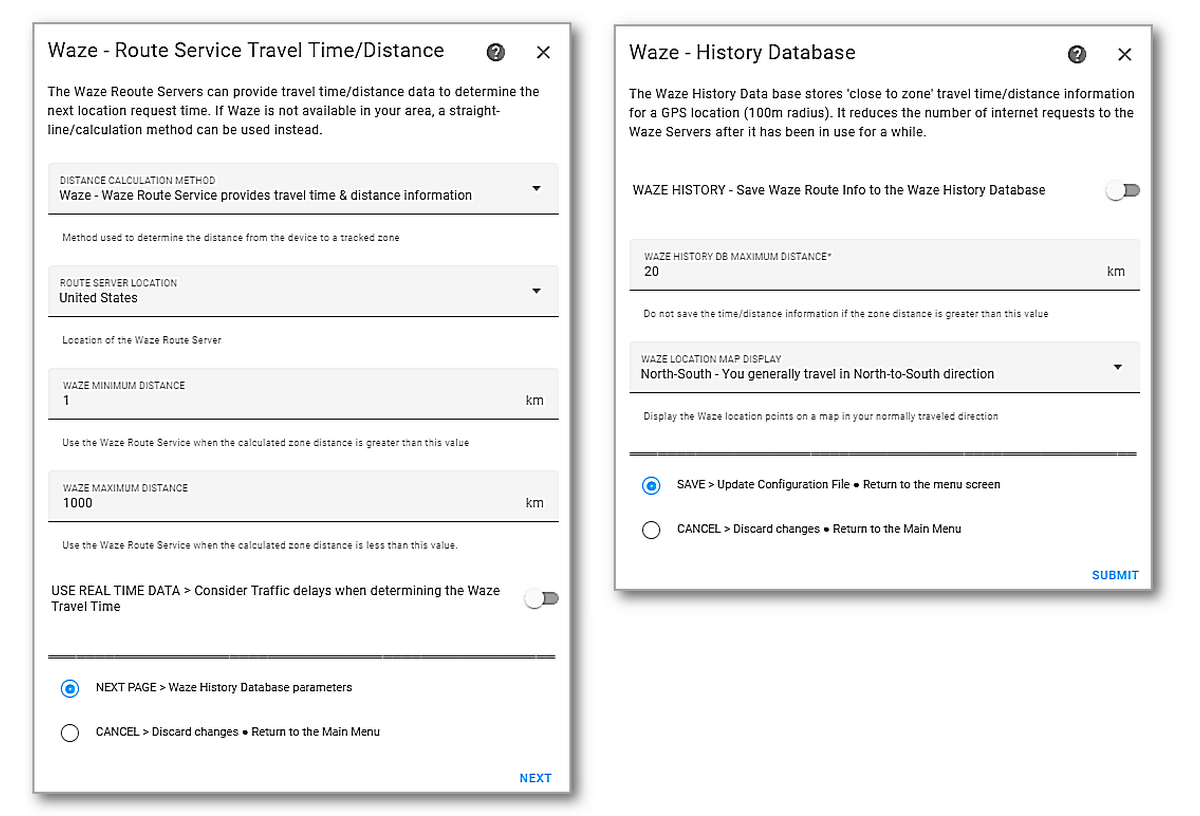 Waze - Route Service Travel Time/Distance
The Waze Reoute Servers can provide travel time/distance data to determine the
next location request time. If Waze is not available in your area, a straight-
line/calculation method can be used instead.
DISTANCE CALCULATION METHOD
Waze - Waze Route Service provides travel time & distance information
Method used to determine the distance from the device to a tracked zone
ROUTE SERVER LOCATION
United States
Location of the Waze Route Server
WAZE MINIMUM DISTANCE
1 km
Use the Waze Route Service when the calculated zone distance is greater than this value
WAZE MAXIMUM DISTANCE
1000 km
Use the Waze Route Service when the calculated zone distance is less than this value.
USE REAL TIME DATA > Consider Traffic delays when determining the Waze
Travel Time
NEXT PAGE > Waze History Database parameters
CANCEL > Discard changes • Return to the Main Menu
NEXT
Waze - History Database
The Waze History Data base stores 'close to zone' travel time/distance information
for a GPS location (100m radius). It reduces the number of internet requests to the
Waze Servers after it has been in use for a while.
WAZE HISTORY - Save Waze Route Info to the Waze History Database
WAZE HISTORY DB MAXIMUM DISTANCE*
20 km
Do not save the time/distance information if the zone distance is greater than this value
WAZE LOCATION MAP DISPLAY
North-South - You generally travel in North-to-South direction
Display the Waze location points on a map in your normally traveled direction
SAVE > Update Configuration File • Return to the menu screen
CANCEL > Discard changes • Return to the Main Menu
SUBMIT